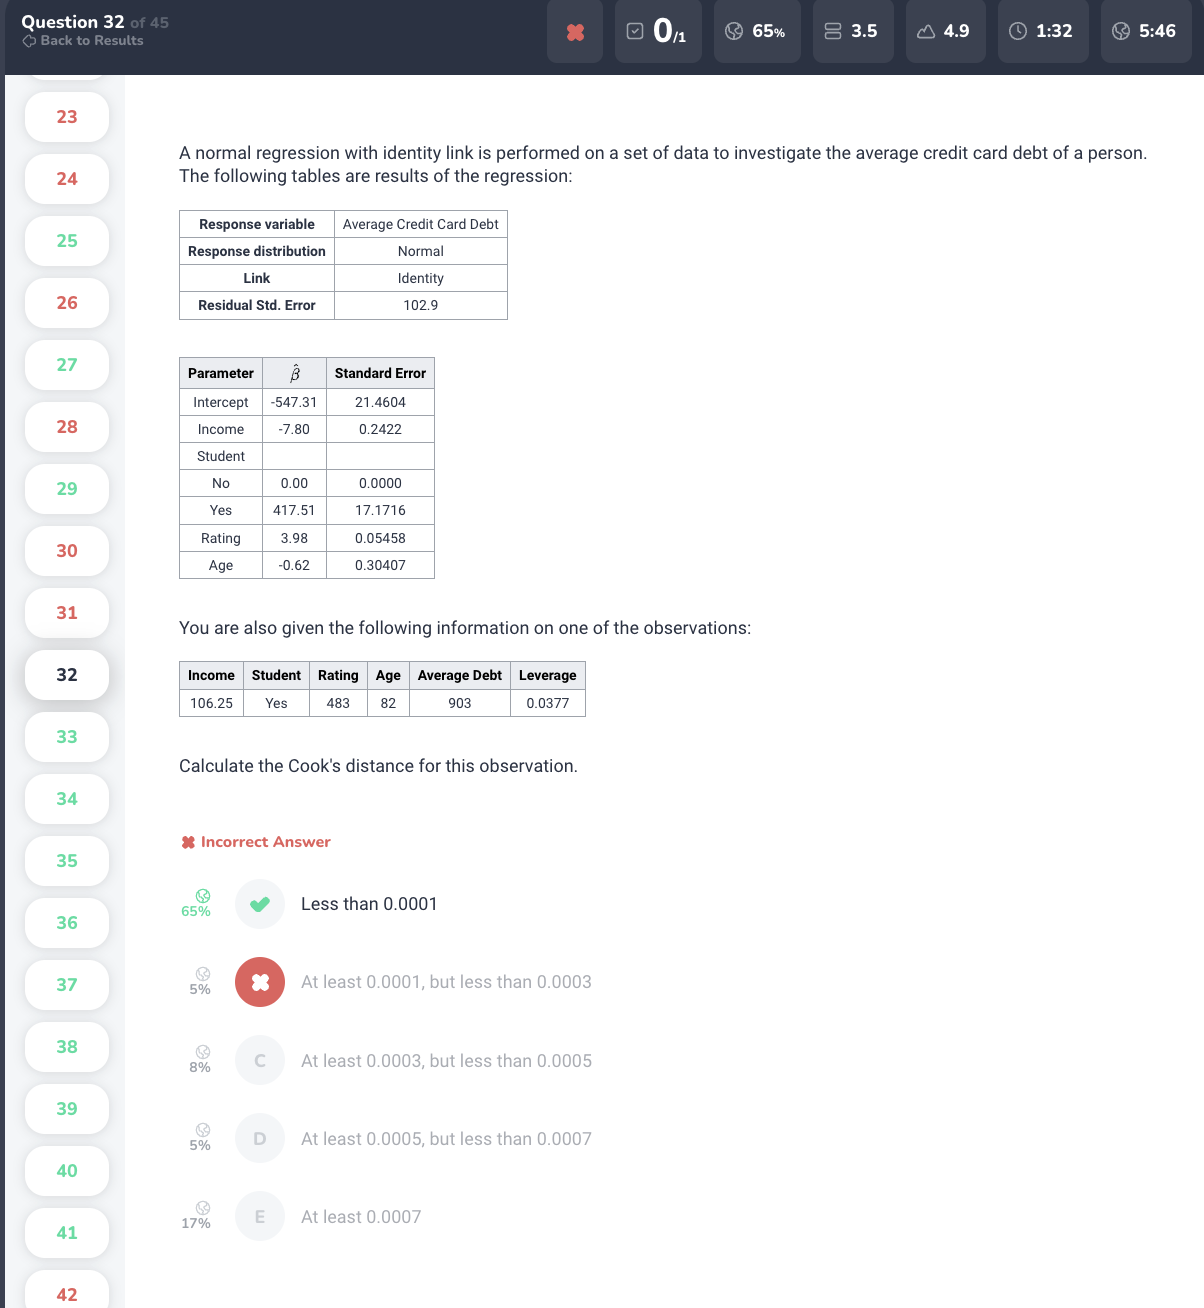 Question 32 of 45
Back to Results
0/1
65%
3.5
4.9
1:32
5:46
23
24
25
26
27
28
29
30
31
32
33
34
35
36
37
38
39
40
41
42
A normal regression with identity link is performed on a set of data to investigate the average credit card debt of a person.
The following tables are results of the regression:
Response variable Average Credit Card Debt
Response distribution Normal
Link Identity
Residual Std. Error 102.9
Parameter β̂ Standard Error
Intercept -547.31 21.4604
Income -7.80 0.2422
Student
No 0.00 0.0000
Yes 417.51 17.1716
Rating 3.98 0.05458
Age -0.62 0.30407
You are also given the following information on one of the observations:
Income Student Rating Age Average Debt Leverage
106.25 Yes 483 82 903 0.0377
Calculate the Cook's distance for this observation.
Incorrect Answer
65% Less than 0.0001
5% At least 0.0001, but less than 0.0003
8% C At least 0.0003, but less than 0.0005
5% D At least 0.0005, but less than 0.0007
17% E At least 0.0007